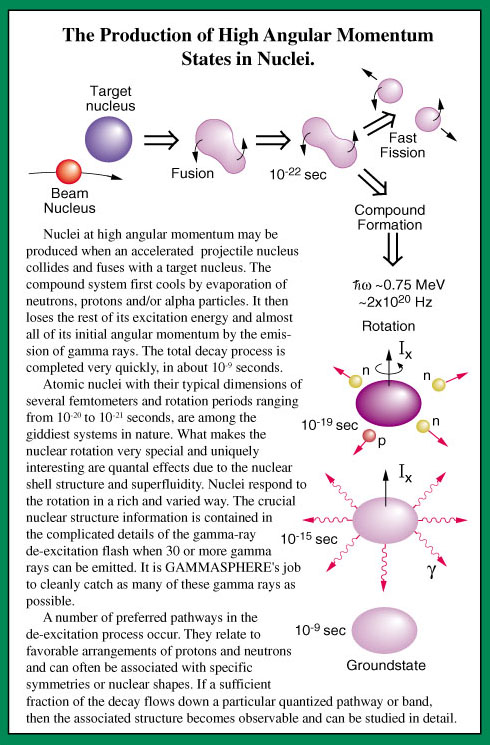 The Production of High Angular Momentum
States in Nuclei.
Target
nucleus
Beam
Nucleus
Fusion
10⁻²² sec
Fast
Fission
Compound
Formation
ħω ~0.75 MeV
~2x10²⁰ Hz
Rotation
Nuclei at high angular momentum may be
produced when an accelerated projectile nucleus
collides and fuses with a target nucleus. The
compound system first cools by evaporation of
neutrons, protons and/or alpha particles. It then
loses the rest of its excitation energy and almost
all of its initial angular momentum by the emis-
sion of gamma rays. The total decay process is
completed very quickly, in about 10⁻⁹ seconds.
Atomic nuclei with their typical dimensions of
several femtometers and rotation periods ranging
from 10⁻²⁰ to 10⁻²¹ seconds, are among the
giddiest systems in nature. What makes the
nuclear rotation very special and uniquely
interesting are quantal effects due to the nuclear
shell structure and superfluidity. Nuclei respond to
the rotation in a rich and varied way. The crucial
nuclear structure information is contained in
the complicated details of the gamma-ray
de-excitation flash when 30 or more gamma
rays can be emitted. It is GAMMASPHERE's job
to cleanly catch as many of these gamma rays as
possible.
A number of preferred pathways in the
de-excitation process occur. They relate to
favorable arrangements of protons and neutrons
and can often be associated with specific
symmetries or nuclear shapes. If a sufficient
fraction of the decay flows down a particular quantized pathway or band,
then the associated structure becomes observable and can be studied in detail.
Iₓ
n
n
n
p
10⁻¹⁹ sec
Iₓ
10⁻¹⁵ sec
γ
10⁻⁹ sec
Groundstate